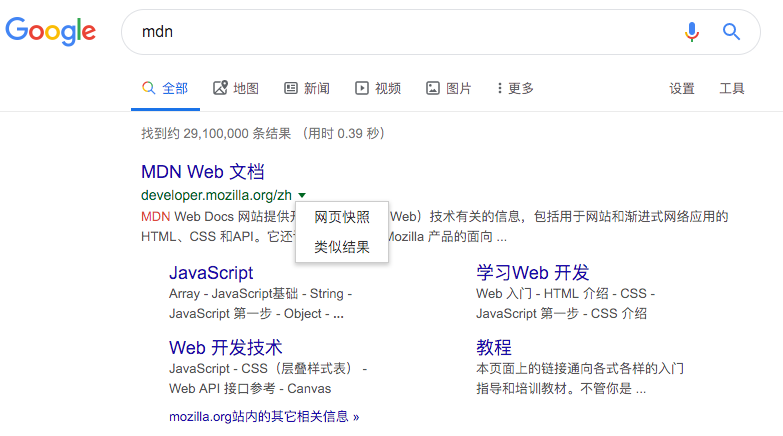 Google
mdn
全部 地图 新闻 视频 图片 更多 设置 工具
找到约 29,100,000 条结果 （用时 0.39 秒）
MDN Web 文档
developer.mozilla.org/zh
网页快照
类似结果
MDN Web Docs 网站提供 Web）技术有关的信息，包括用于网站和渐进式网络应用的
HTML、CSS 和API。它还 Mozilla 产品的面向 ...
JavaScript
Array - JavaScript基础 - String -
JavaScript 第一步 - Object - ...
学习Web 开发
Web 入门 - HTML 介绍 - CSS -
JavaScript 第一步 - CSS 介绍
Web 开发技术
JavaScript - CSS（层叠样式表） -
Web API 接口参考 - Canvas
教程
本页面上的链接通向各式各样的入门
指导和培训教材。不管你是 ...
mozilla.org站内的其它相关信息 »